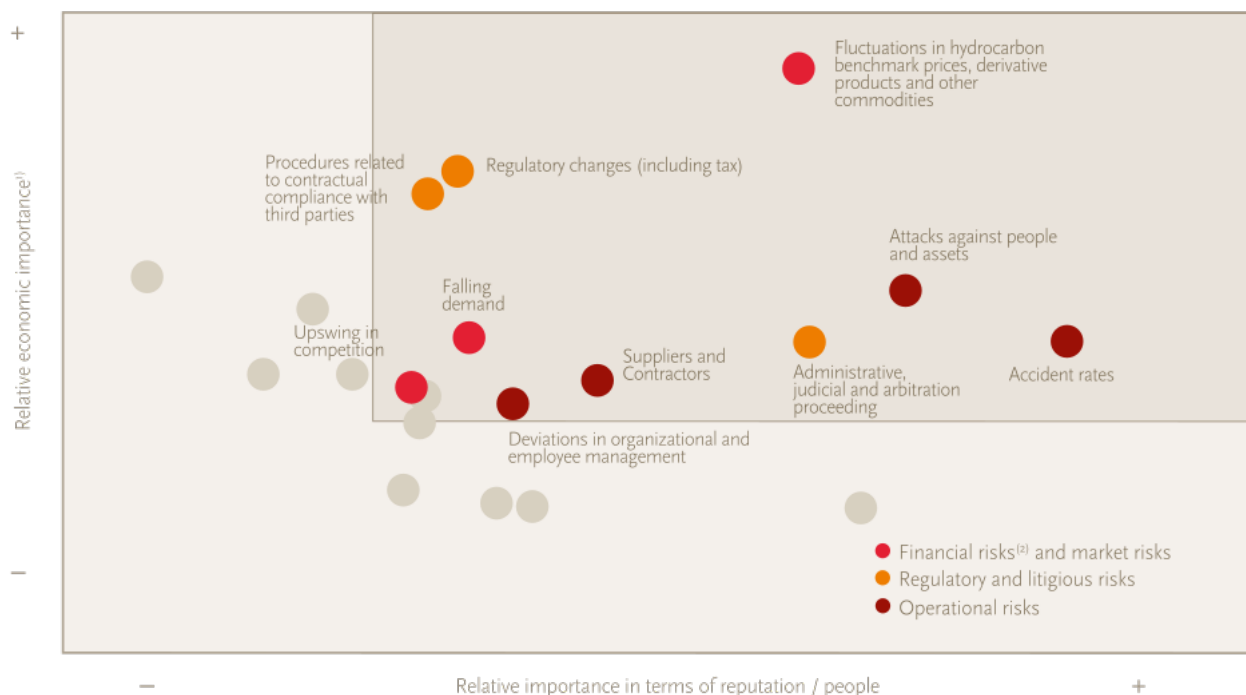 +
Fluctuations in hydrocarbon
benchmark prices, derivative
products and other
commodities
Procedures related
to contractual
compliance with
third parties
Regulatory changes (including tax)
Relative economic importance¹⁾
Attacks against people
and assets
Falling
demand
Upswing in
competition
Suppliers and
Contractors
Administrative,
judicial and arbitration
proceeding
Accident rates
Deviations in organizational and
employee management
Financial risks⁽²⁾ and market risks
Regulatory and litigious risks
Operational risks
–
–
Relative importance in terms of reputation / people
+